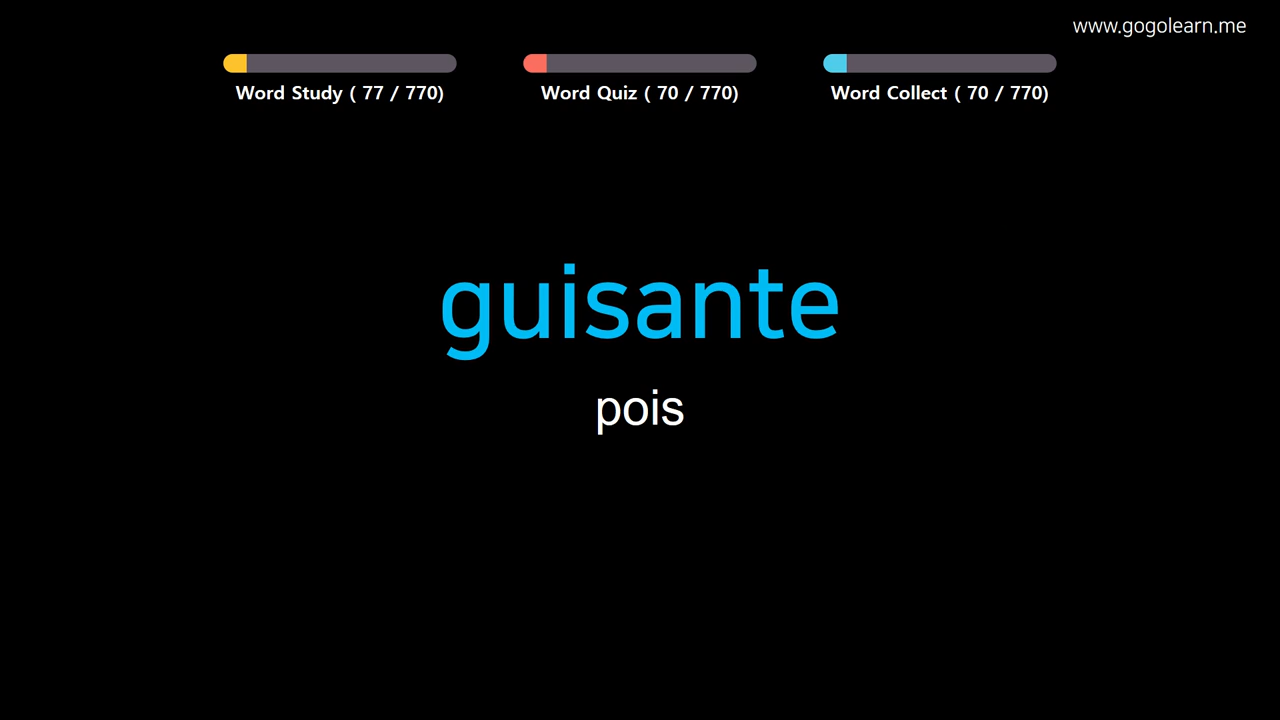 www.gogolearn.me
Word Study ( 77 / 770)
Word Quiz ( 70 / 770)
Word Collect ( 70 / 770)
guisante
pois